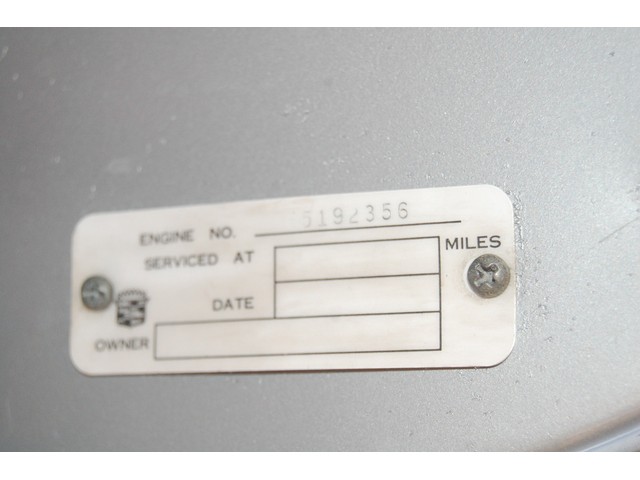 ENGINE NO. 5192356
SERVICED AT MILES
DATE
OWNER